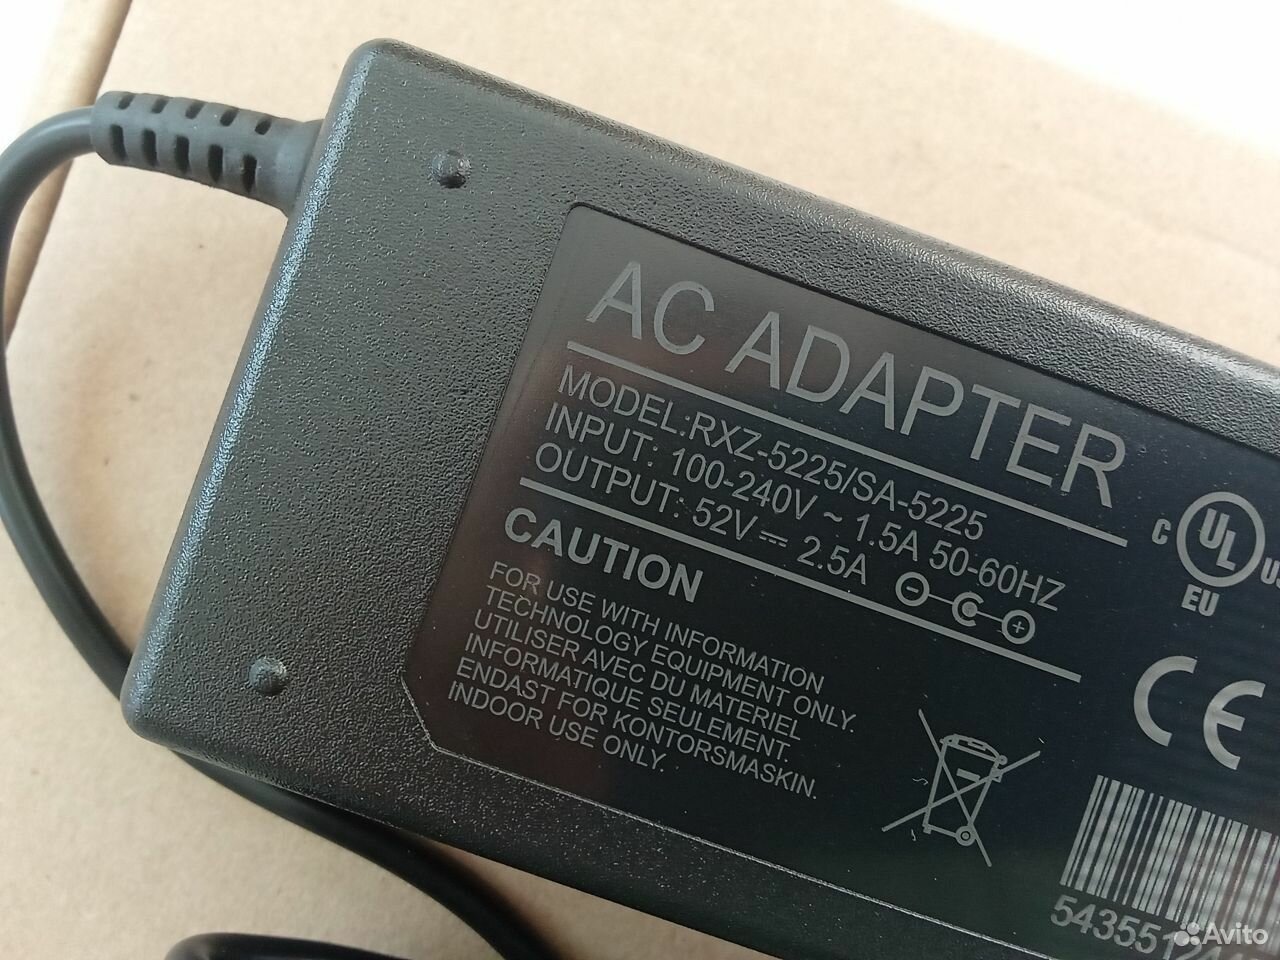 AC ADAPTER
MODEL:RXZ-5225/SA-5225
INPUT: 100-240V ~ 1.5A 50-60HZ
OUTPUT: 52V ⎓ 2.5A
CAUTION
FOR USE WITH INFORMATION
TECHNOLOGY EQUIPMENT ONLY.
UTILISER AVEC DU MATERIEL
INFORMATIQUE SEULEMENT.
ENDAST FOR KONTORSMASKIN.
INDOOR USE ONLY.
C UL
EU
CE
Avito